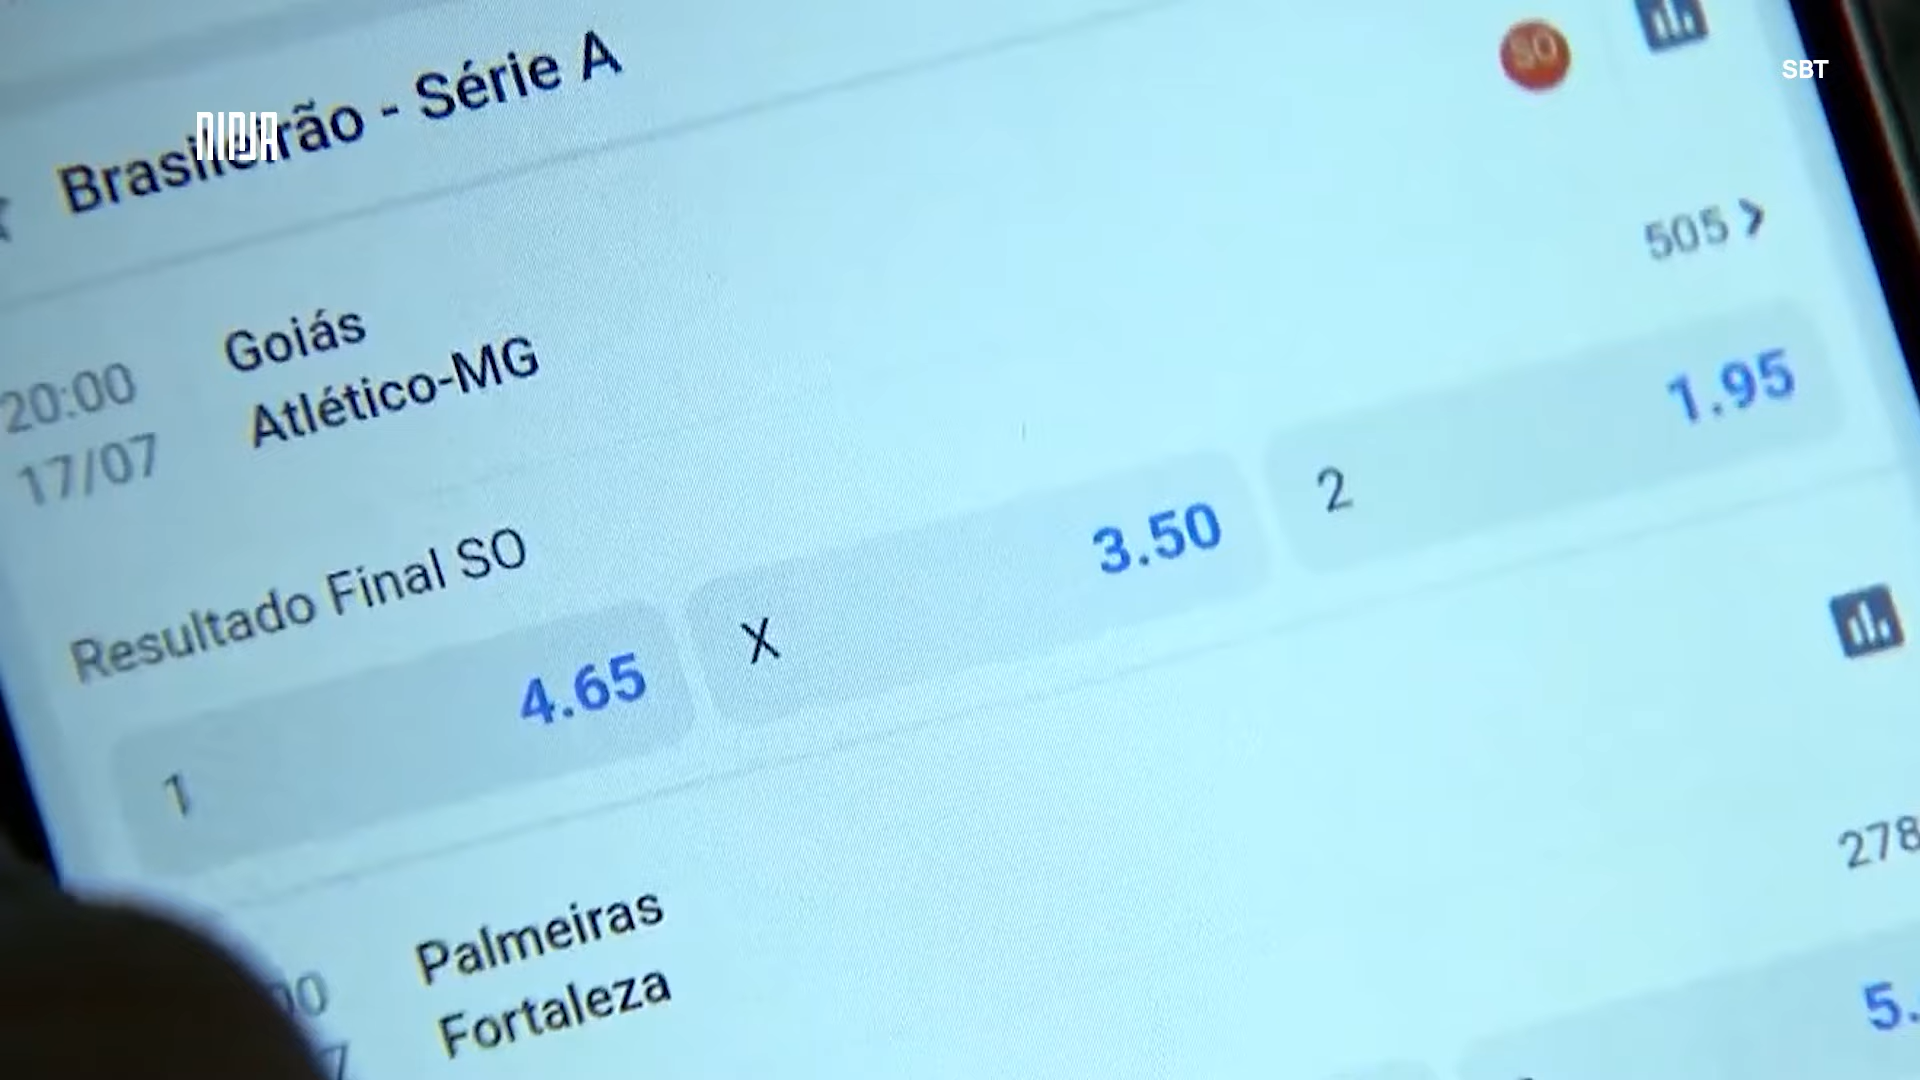 SBT
NINJA
Brasileirão - Série A
SO
505 >
20:00
17/07
Goiás
Atlético-MG
Resultado Final SO
1 4.65
X 3.50
2 1.95
278
Palmeiras
Fortaleza
5.